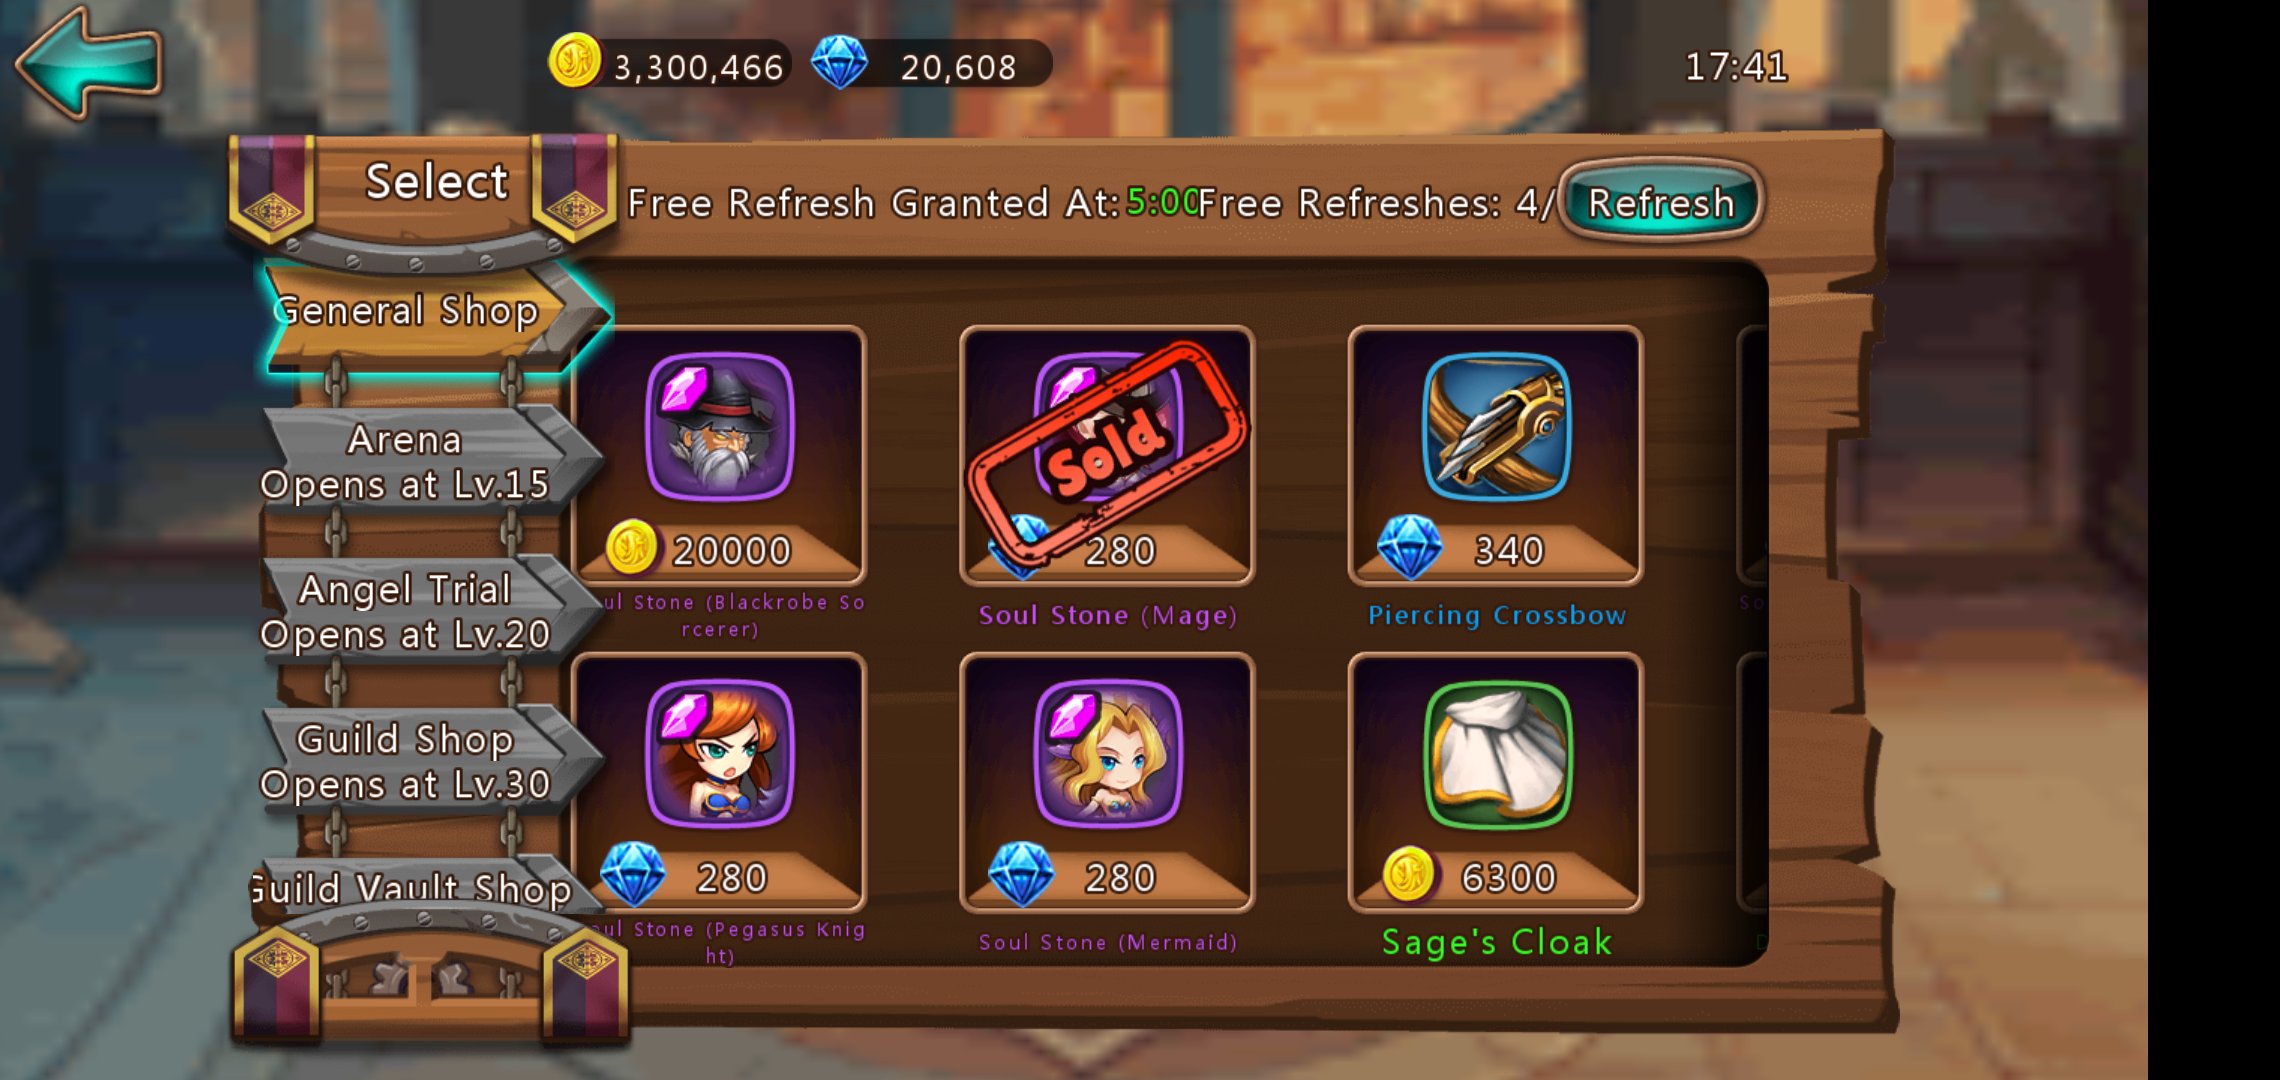 3,300,466
20,608
17:41
Select
Free Refresh Granted At: 5:00
Free Refreshes: 4/
Refresh
General Shop
Arena
Opens at Lv.15
Angel Trial
Opens at Lv.20
Guild Shop
Opens at Lv.30
Guild Vault Shop
20000
ul Stone (Blackrobe So
rcerer)
Sold
280
Soul Stone (Mage)
340
Piercing Crossbow
So
280
oul Stone (Pegasus Knig
ht)
280
Soul Stone (Mermaid)
6300
Sage's Cloak